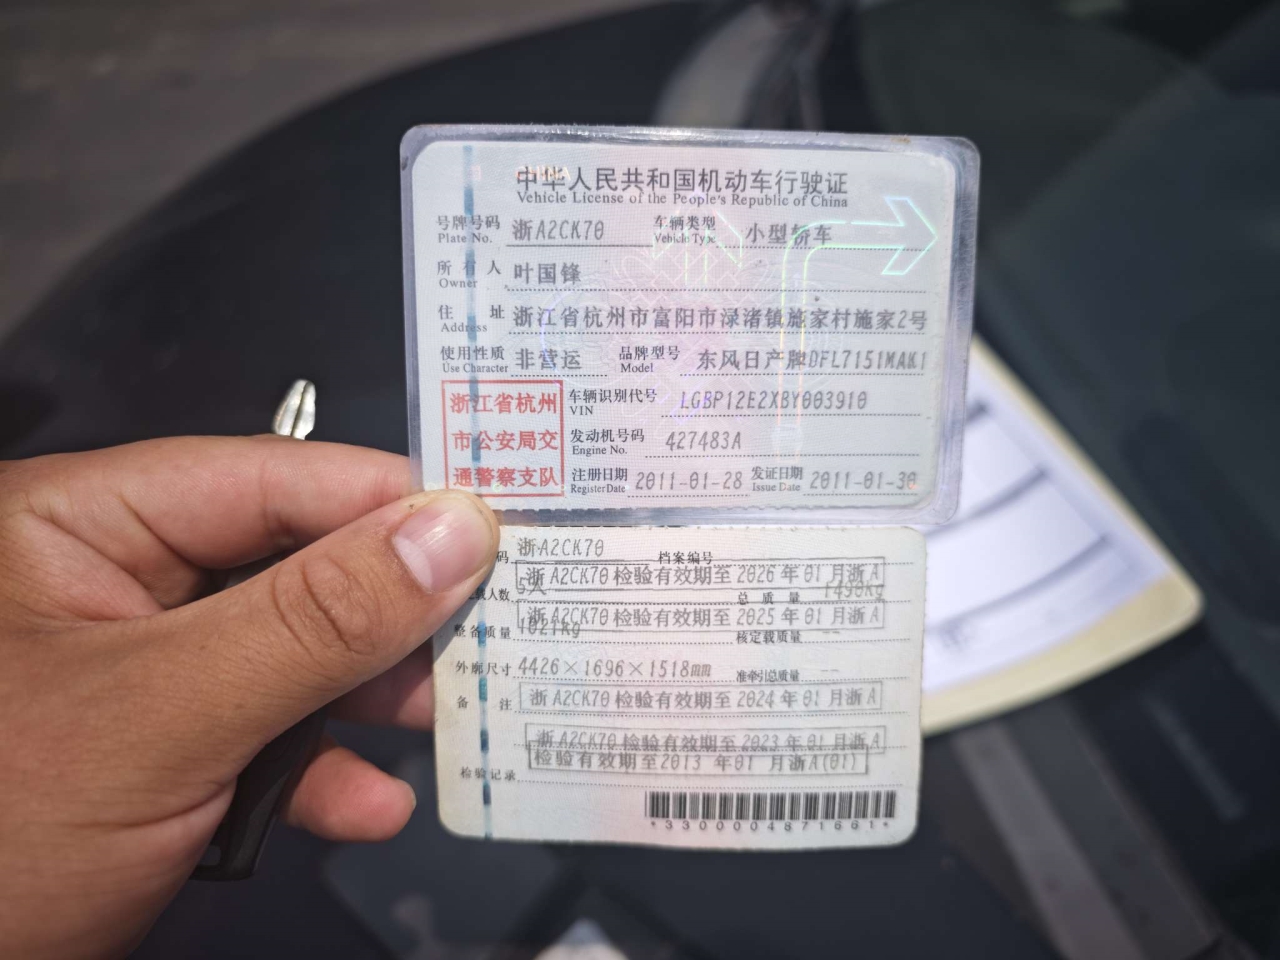 中华人民共和国机动车行驶证
Vehicle License of the People's Republic of China
号牌号码 浙A2CK70 车辆类型 小型轿车
Plate No. Vehicle Type
所有人 叶国锋
Owner
住址 浙江省杭州市富阳市渌渚镇施家村施家2号
Address
使用性质 非营运 品牌型号 东风日产牌DFL7151MAK1
Use Character Model
浙江省杭州
市公安局交
通警察支队
车辆识别代号 LGBP12E2XBY003910
VIN
发动机号码 427483A
Engine No.
注册日期 2011-01-28 发证日期 2011-01-30
Register Date Issue Date
码 浙A2CK70 档案编号
浙A2CK70检验有效期至2026年01月浙A
载人数 5人 总质量 1496kg
浙A2CK70检验有效期至2025年01月浙A
整备质量 1021kg 核定载质量 --
外廓尺寸 4426×1696×1518mm 准牵引总质量 --
备注 浙A2CK70检验有效期至2024年01月浙A
浙A2CK70检验有效期至2023年01月浙A
检验有效期至2013年01月浙A(01)
检验记录
*3300004871661*